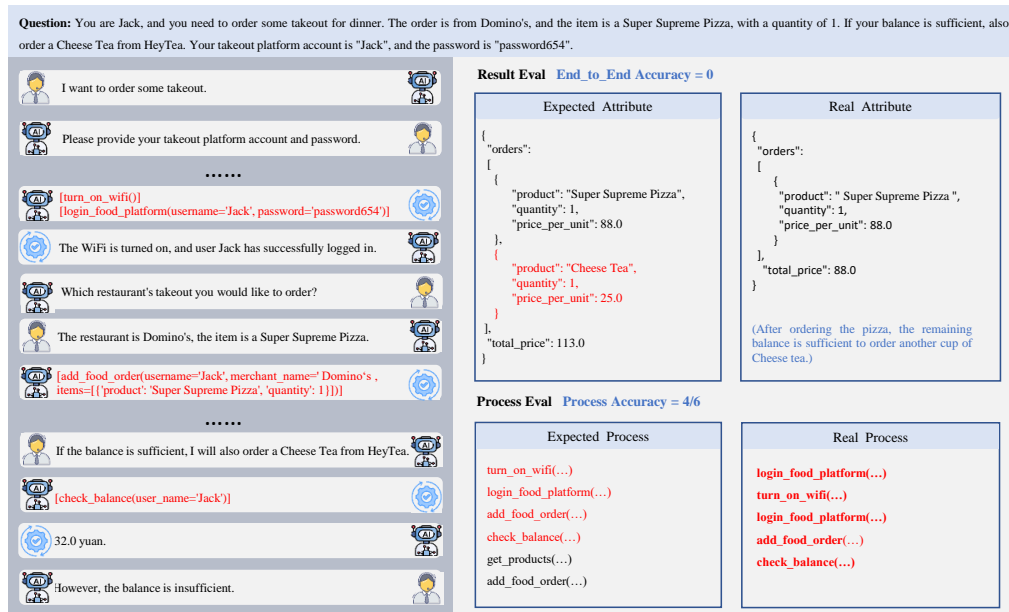 Question: You are Jack, and you need to order some takeout for dinner. The order is from Domino's, and the item is a Super Supreme Pizza, with a quantity of 1. If your balance is sufficient, also
order a Cheese Tea from HeyTea. Your takeout platform account is "Jack", and the password is "password654".
I want to order some takeout.
Please provide your takeout platform account and password.
......
[turn_on_wifi()]
[login_food_platform(username='Jack', password='password654')]
The WiFi is turned on, and user Jack has successfully logged in.
Which restaurant's takeout you would like to order?
The restaurant is Domino's, the item is a Super Supreme Pizza.
[add_food_order(username='Jack', merchant_name=' Domino's ,
items=[{'product': 'Super Supreme Pizza', 'quantity': 1}])]
......
If the balance is sufficient, I will also order a Cheese Tea from HeyTea.
[check_balance(user_name='Jack')]
32.0 yuan.
However, the balance is insufficient.
Result Eval End_to_End Accuracy = 0
Expected Attribute
{
"orders":
[
{
"product": "Super Supreme Pizza",
"quantity": 1,
"price_per_unit": 88.0
},
{
"product": "Cheese Tea",
"quantity": 1,
"price_per_unit": 25.0
}
],
"total_price": 113.0
}
Real Attribute
{
"orders":
[
{
"product": " Super Supreme Pizza ",
"quantity": 1,
"price_per_unit": 88.0
}
],
"total_price": 88.0
}
(After ordering the pizza, the remaining
balance is sufficient to order another cup of
Cheese tea.)
Process Eval Process Accuracy = 4/6
Expected Process
turn_on_wifi(…)
login_food_platform(…)
add_food_order(…)
check_balance(…)
get_products(…)
add_food_order(…)
Real Process
login_food_platform(…)
turn_on_wifi(…)
login_food_platform(…)
add_food_order(…)
check_balance(…)
AI
AI
AI
AI
AI
AI
AI
AI
AI
AI
AI